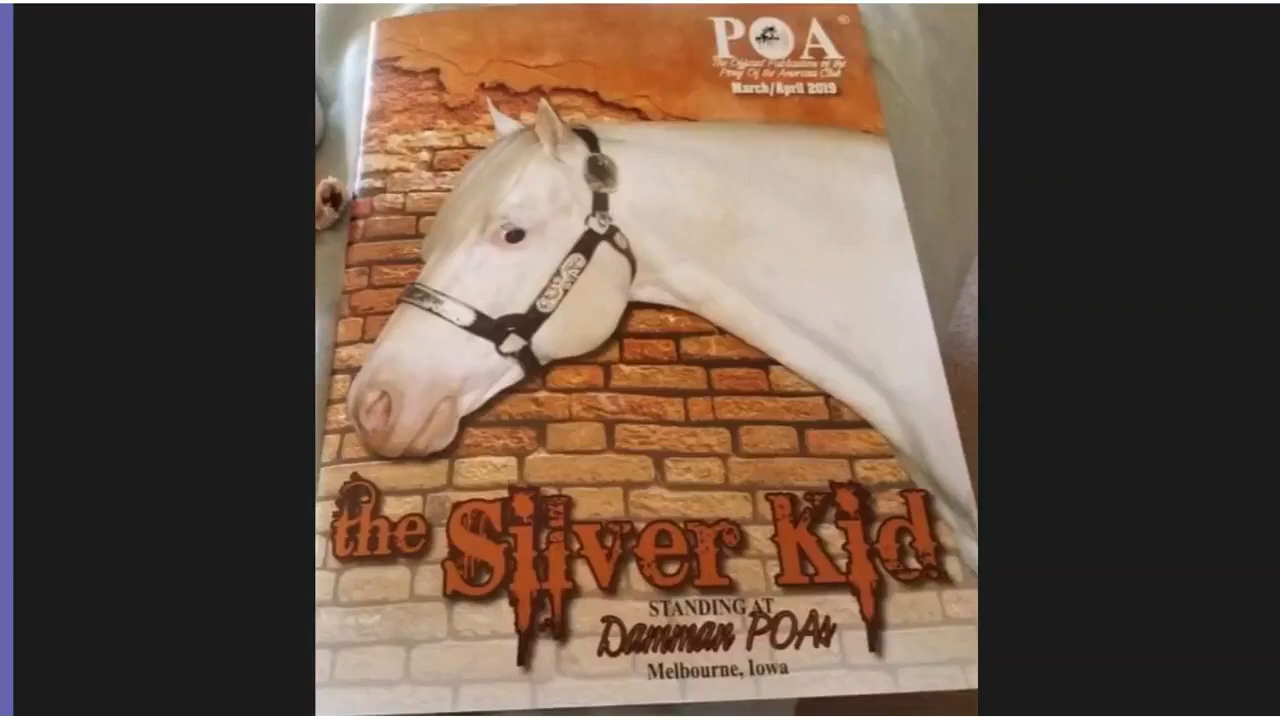 POA
The Official Publication of the
Pony Of the Americas Club
March/April 2019
the Silver Kid
STANDING AT
Damman POAs
Melbourne, Iowa